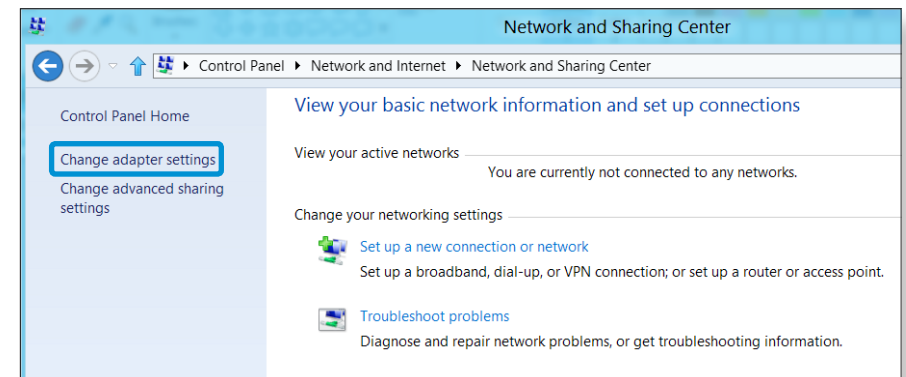 Network and Sharing Center
Control Panel ▸ Network and Internet ▸ Network and Sharing Center
Control Panel Home
Change adapter settings
Change advanced sharing
settings
View your basic network information and set up connections
View your active networks
You are currently not connected to any networks.
Change your networking settings
Set up a new connection or network
Set up a broadband, dial-up, or VPN connection; or set up a router or access point.
Troubleshoot problems
Diagnose and repair network problems, or get troubleshooting information.